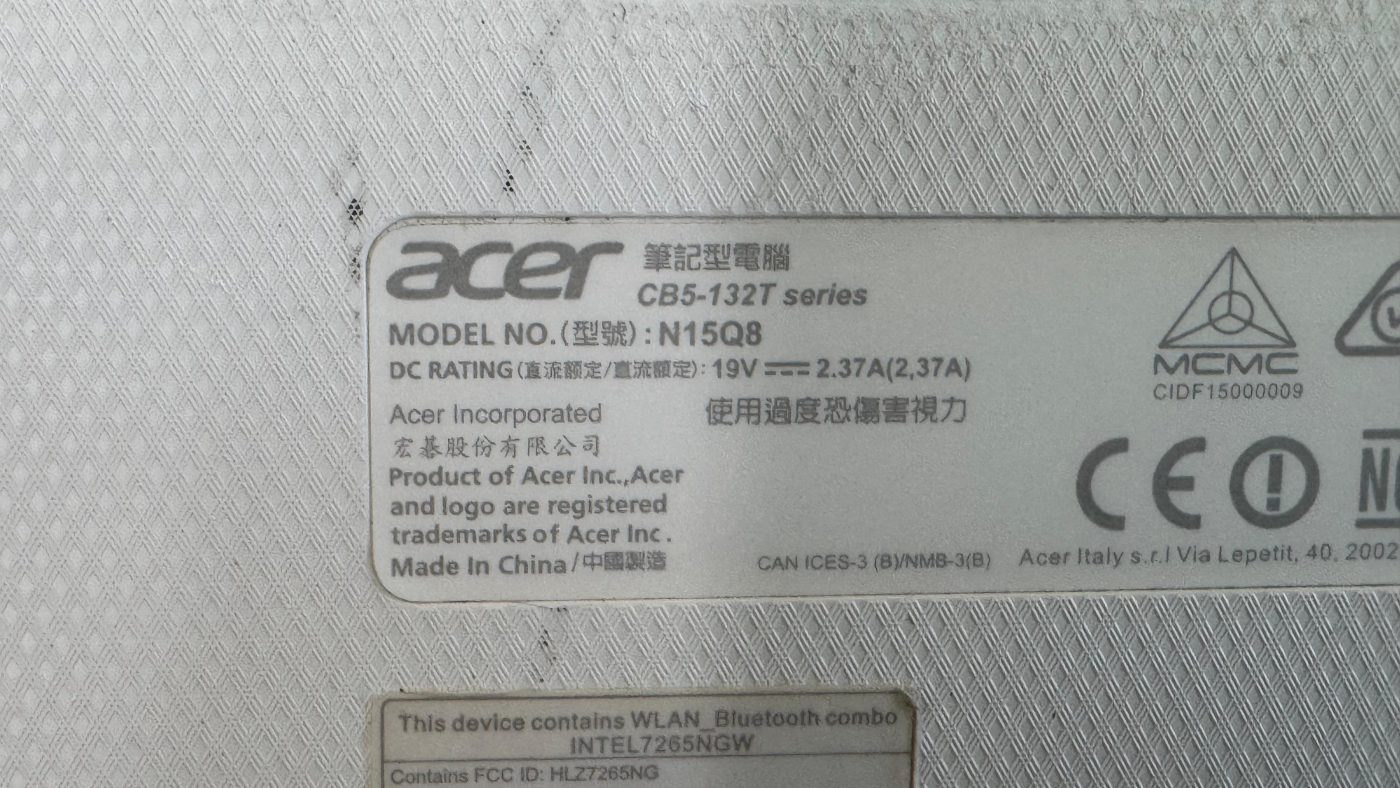 acer 筆記型電腦
CB5-132T series
MODEL NO.(型號):N15Q8
DC RATING(直流额定/直流額定):19V 2.37A(2,37A)
Acer Incorporated 使用過度恐傷害視力
宏碁股份有限公司
Product of Acer Inc.,Acer
and logo are registered
trademarks of Acer Inc.
Made In China/中國製造
CAN ICES-3 (B)/NMB-3(B)
MCMC
CIDF15000009
CE
Acer Italy s.r.l Via Lepetit, 40, 2002
This device contains WLAN_Bluetooth combo
INTEL7265NGW
Contains FCC ID: HLZ7265NG